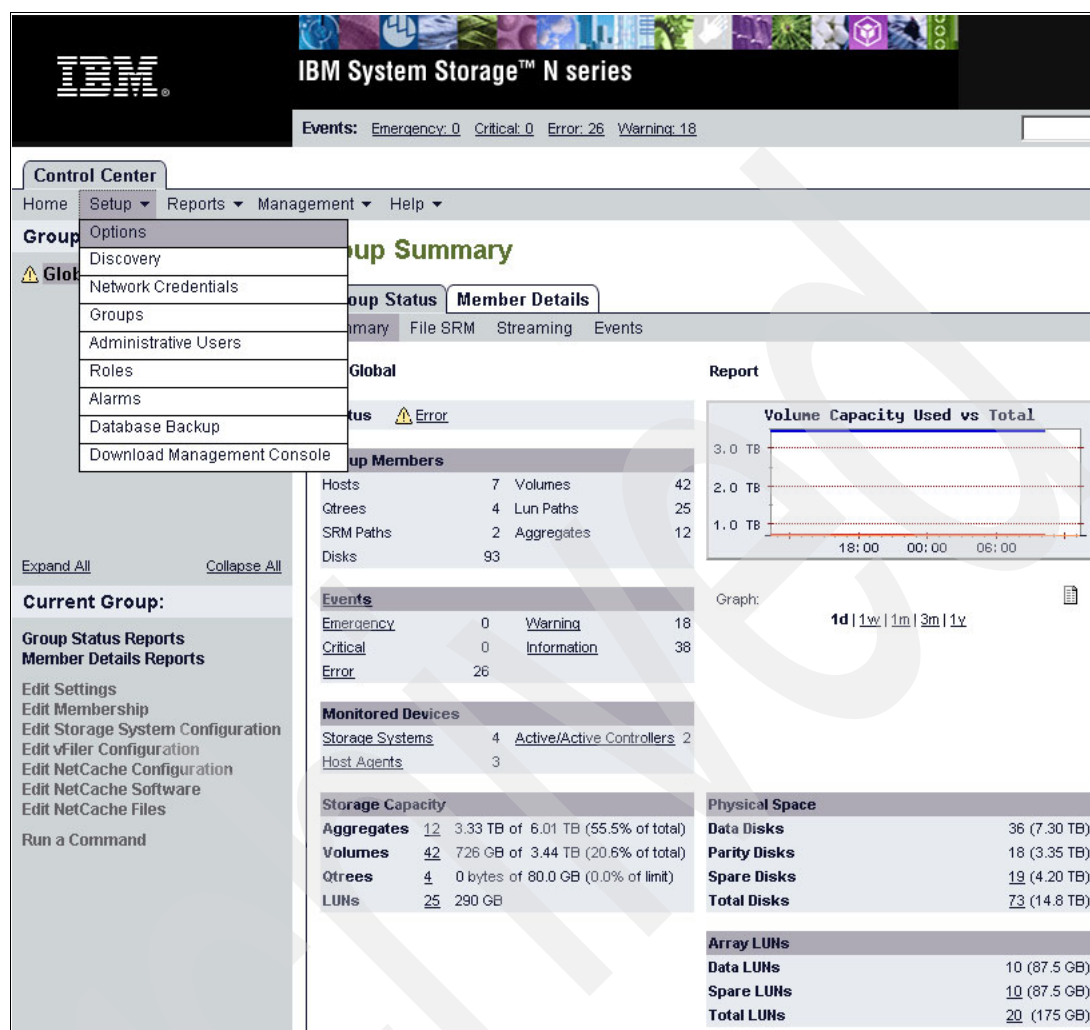 IBM®
IBM System Storage™ N series
Events: Emergency: 0 Critical: 0 Error: 26 Warning: 18
Control Center
Home Setup Reports Management Help
Options
Discovery
Network Credentials
Groups
Administrative Users
Roles
Alarms
Database Backup
Download Management Console
Group
Glob
Expand All Collapse All
Current Group:
Group Status Reports
Member Details Reports
Edit Settings
Edit Membership
Edit Storage System Configuration
Edit vFiler Configuration
Edit NetCache Configuration
Edit NetCache Software
Edit NetCache Files
Run a Command
up Summary
oup Status Member Details
mmary File SRM Streaming Events
Global
tus Error
up Members
Hosts 7 Volumes 42
Qtrees 4 Lun Paths 25
SRM Paths 2 Aggregates 12
Disks 93
Events
Emergency 0 Warning 18
Critical 0 Information 38
Error 26
Monitored Devices
Storage Systems 4 Active/Active Controllers 2
Host Agents 3
Storage Capacity
Aggregates 12 3.33 TB of 6.01 TB (55.5% of total)
Volumes 42 726 GB of 3.44 TB (20.6% of total)
Qtrees 4 0 bytes of 80.0 GB (0.0% of limit)
LUNs 25 290 GB
Report
Volume Capacity Used vs Total
3.0 TB
2.0 TB
1.0 TB
18:00 00:00 06:00
Graph:
1d | 1w | 1m | 3m | 1y
Physical Space
Data Disks 36 (7.30 TB)
Parity Disks 18 (3.35 TB)
Spare Disks 19 (4.20 TB)
Total Disks 73 (14.8 TB)
Array LUNs
Data LUNs 10 (87.5 GB)
Spare LUNs 10 (87.5 GB)
Total LUNs 20 (175 GB)